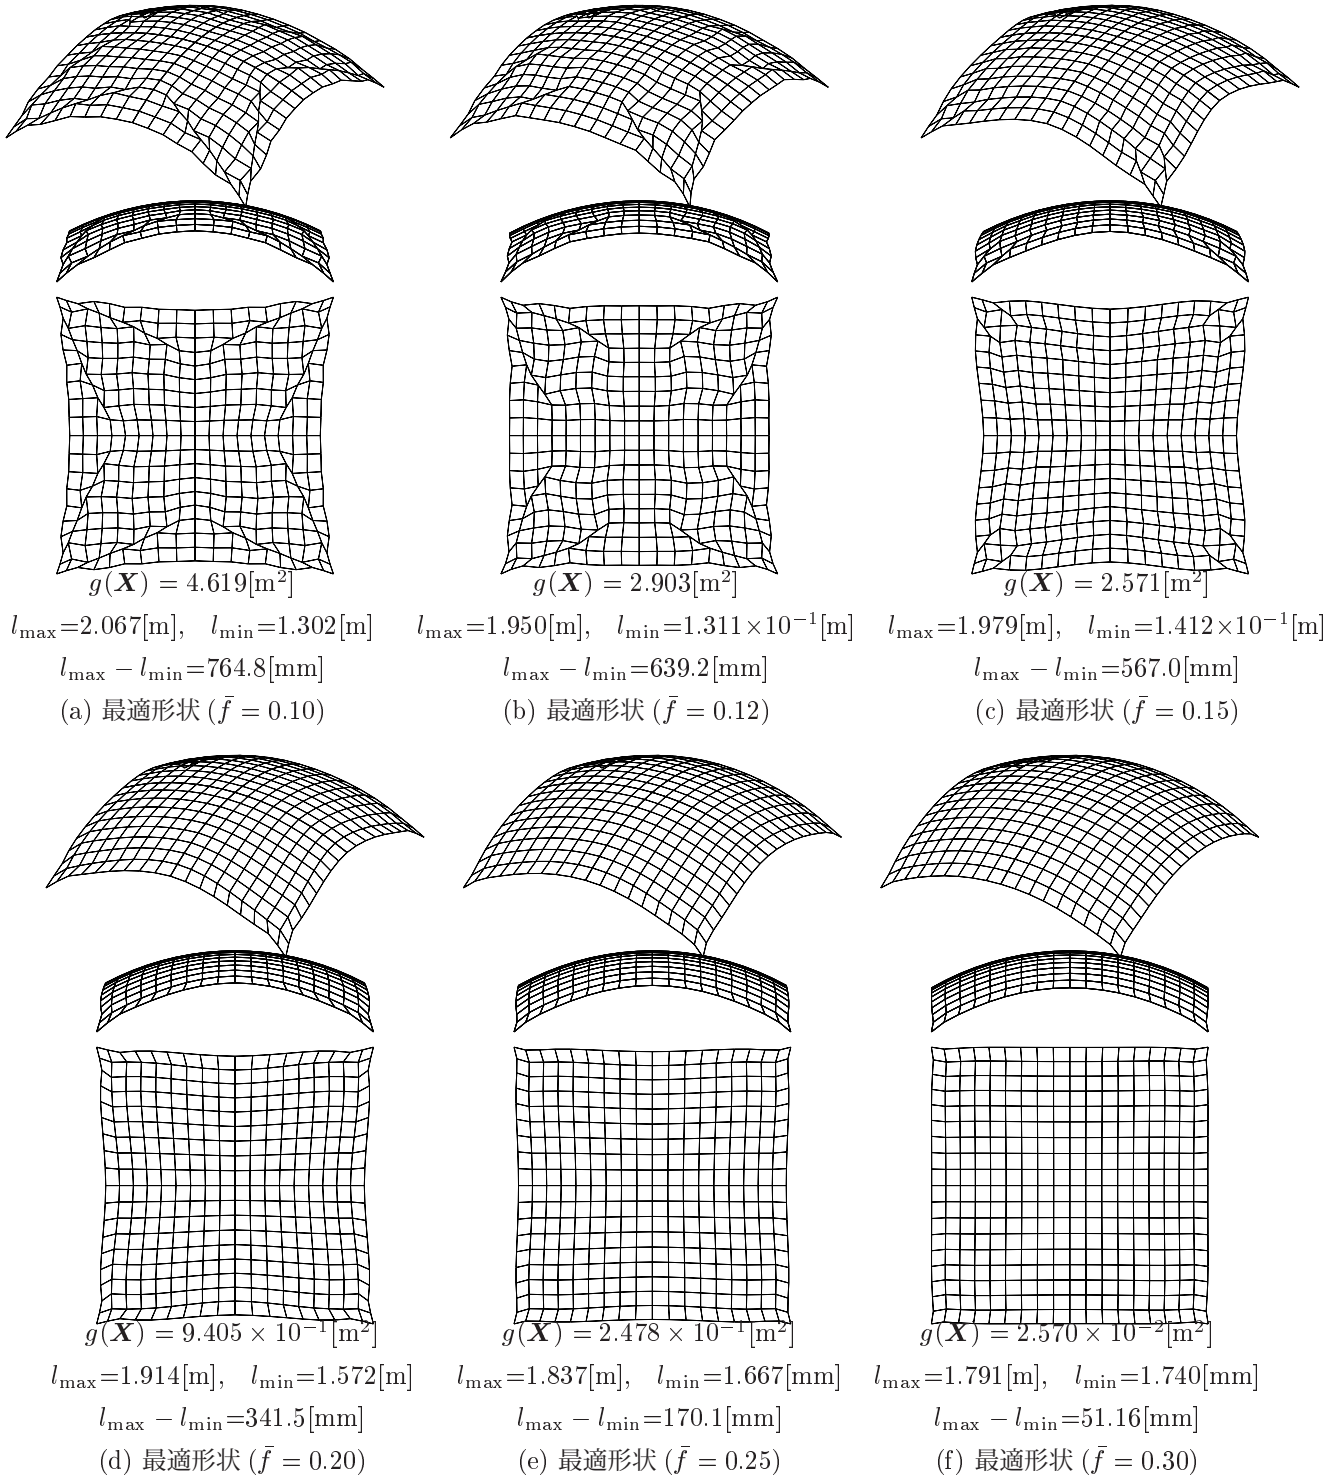 g(X) = 4.619[m²]
l_max=2.067[m], l_min=1.302[m]
l_max − l_min=764.8[mm]
(a) 最適形状 (f̄ = 0.10)
g(X) = 2.903[m²]
l_max=1.950[m], l_min=1.311×10⁻¹[m]
l_max − l_min=639.2[mm]
(b) 最適形状 (f̄ = 0.12)
g(X) = 2.571[m²]
l_max=1.979[m], l_min=1.412×10⁻¹[m]
l_max − l_min=567.0[mm]
(c) 最適形状 (f̄ = 0.15)
g(X) = 9.405 × 10⁻¹[m²]
l_max=1.914[m], l_min=1.572[m]
l_max − l_min=341.5[mm]
(d) 最適形状 (f̄ = 0.20)
g(X) = 2.478 × 10⁻¹[m²]
l_max=1.837[m], l_min=1.667[mm]
l_max − l_min=170.1[mm]
(e) 最適形状 (f̄ = 0.25)
g(X) = 2.570 × 10⁻²[m²]
l_max=1.791[m], l_min=1.740[mm]
l_max − l_min=51.16[mm]
(f) 最適形状 (f̄ = 0.30)